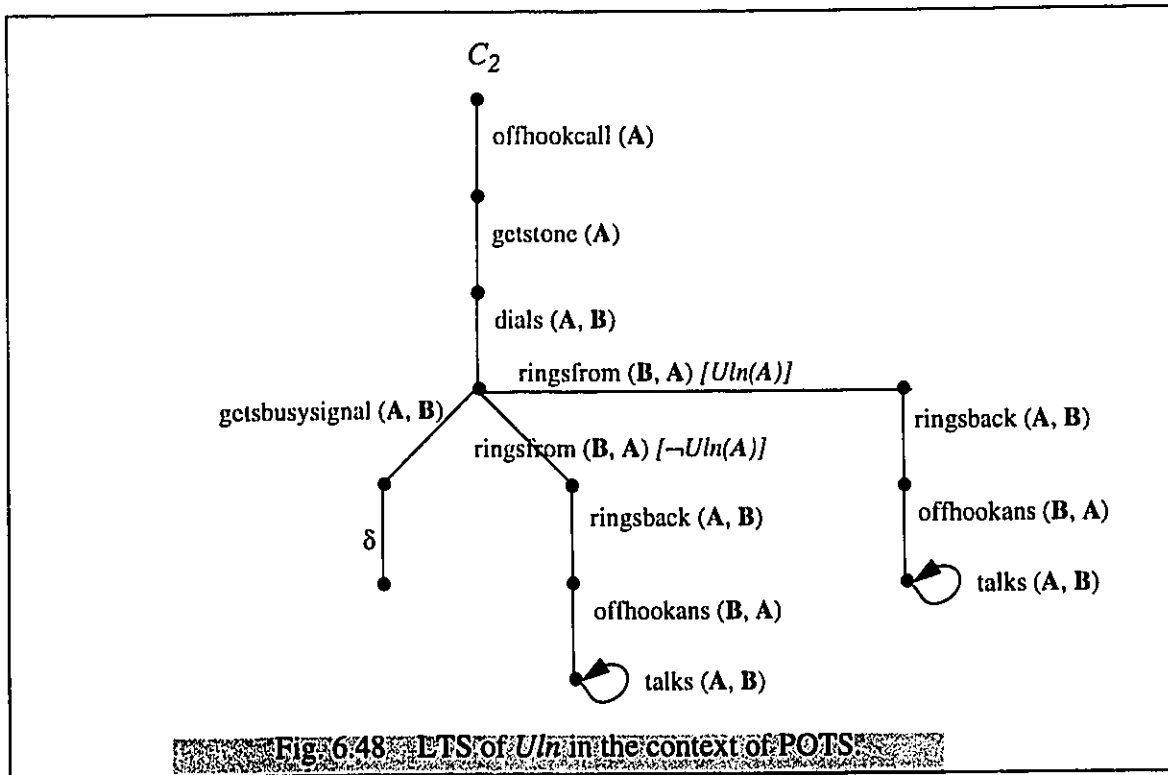 C2
offhookcall (A)
getstone (A)
dials (A, B)
ringsfrom (B, A) [Uln(A)]
getsbusysignal (A, B)
ringsback (A, B)
ringsfrom (B, A) [¬Uln(A)]
ringsback (A, B)
offhookans (B, A)
δ
talks (A, B)
offhookans (B, A)
talks (A, B)
Fig. 6.48 LTS of Uln in the context of POTS.